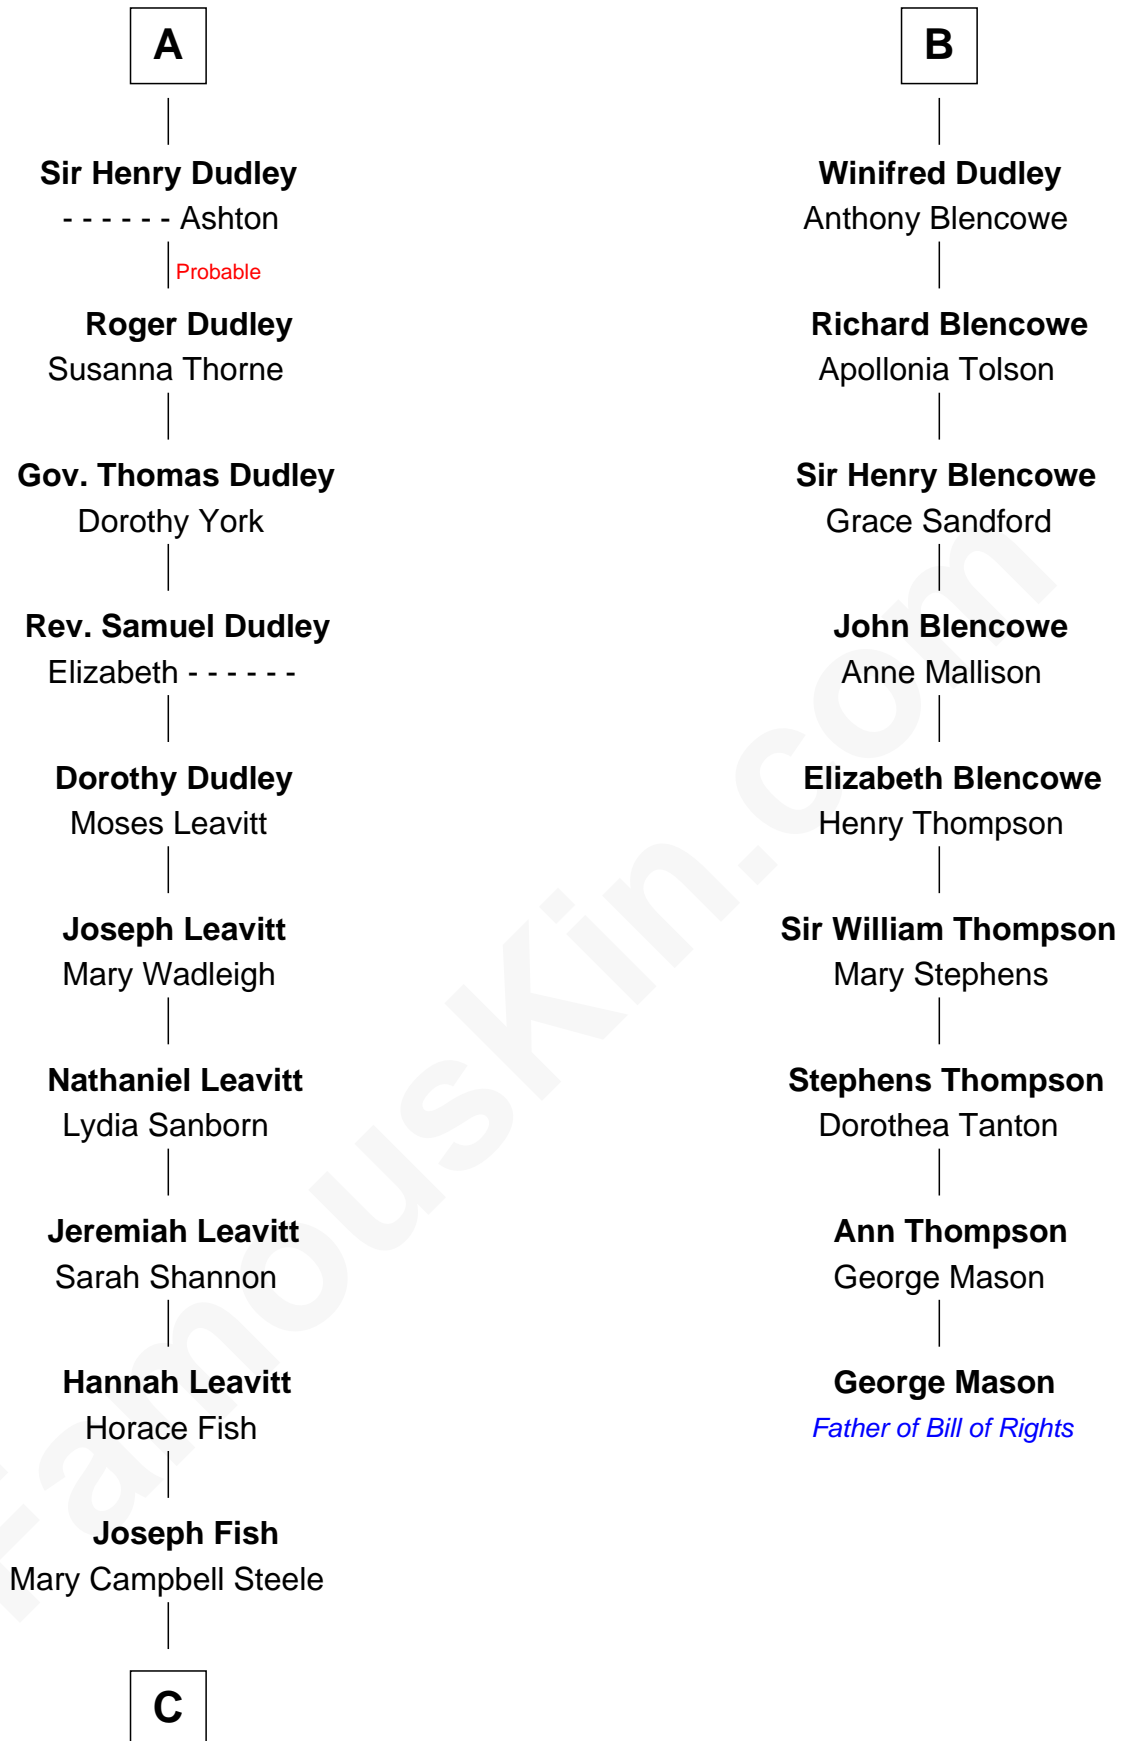 A
Sir Henry Dudley
- - - - - - Ashton
Probable
Roger Dudley
Susanna Thorne
Gov. Thomas Dudley
Dorothy York
Rev. Samuel Dudley
Elizabeth - - - - - -
Dorothy Dudley
Moses Leavitt
Joseph Leavitt
Mary Wadleigh
Nathaniel Leavitt
Lydia Sanborn
Jeremiah Leavitt
Sarah Shannon
Hannah Leavitt
Horace Fish
Joseph Fish
Mary Campbell Steele
C
B
Winifred Dudley
Anthony Blencowe
Richard Blencowe
Apollonia Tolson
Sir Henry Blencowe
Grace Sandford
John Blencowe
Anne Mallison
Elizabeth Blencowe
Henry Thompson
Sir William Thompson
Mary Stephens
Stephens Thompson
Dorothea Tanton
Ann Thompson
George Mason
George Mason
Father of Bill of Rights
FamousKin.com